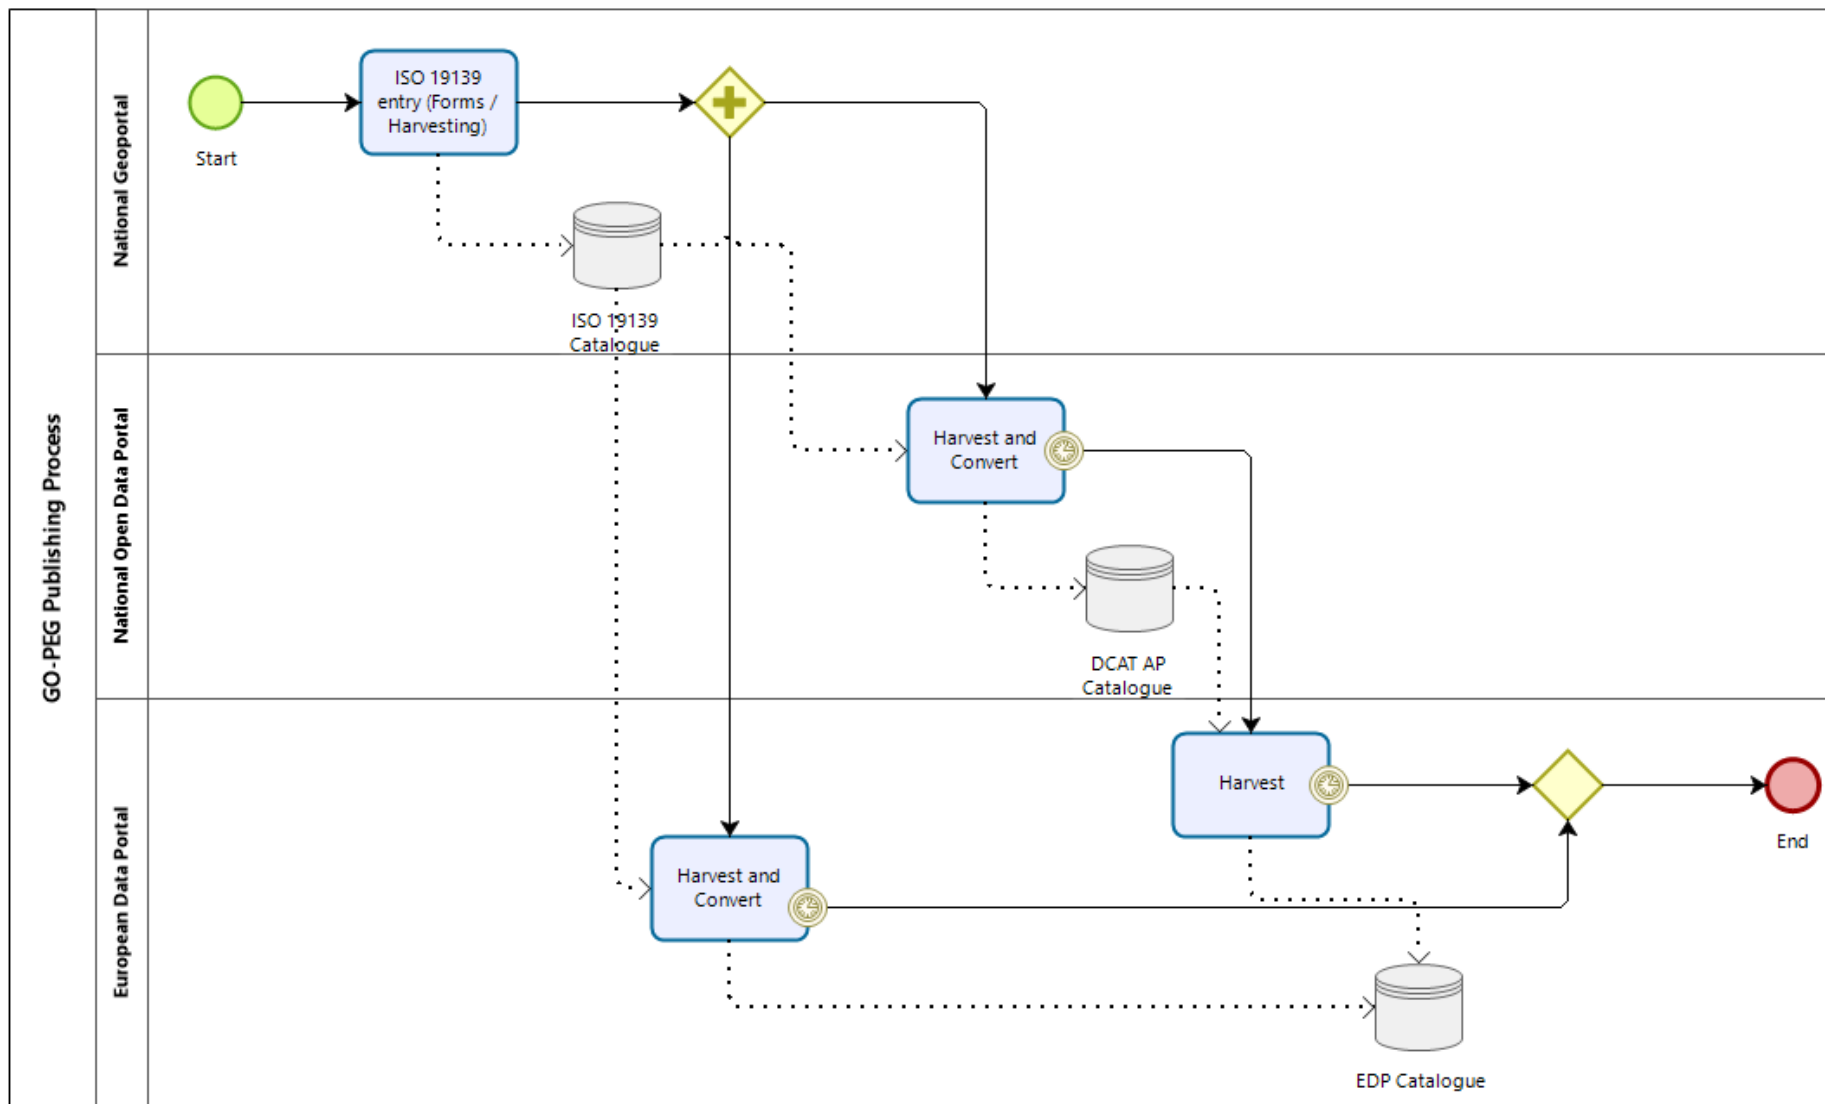 GO-PEG Publishing Process
National Geoportal
Start
ISO 19139
entry (Forms /
Harvesting)
ISO 19139
Catalogue
National Open Data Portal
Harvest and
Convert
DCAT AP
Catalogue
European Data Portal
Harvest
End
Harvest and
Convert
EDP Catalogue